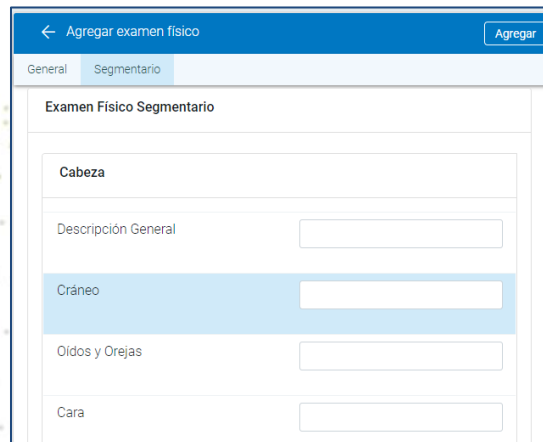 Agregar examen físico
Agregar
General Segmentario
Examen Físico Segmentario
Cabeza
Descripción General
Cráneo
Oídos y Orejas
Cara